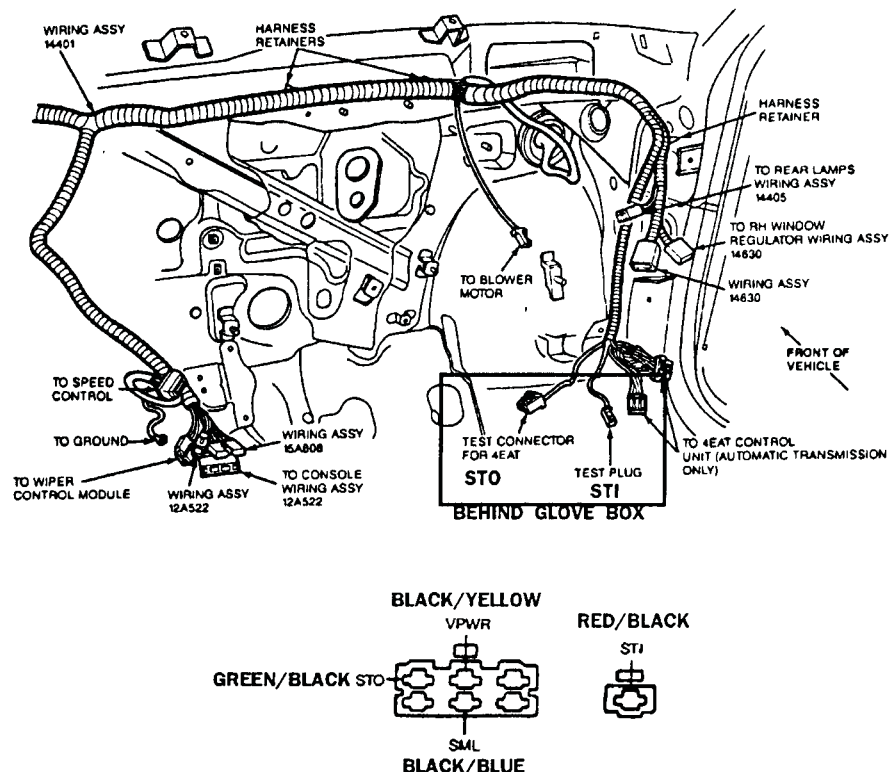 WIRING ASSY
14401
HARNESS
RETAINERS
HARNESS
RETAINER
TO REAR LAMPS
WIRING ASSY
14405
TO RH WINDOW
REGULATOR WIRING ASSY
14630
WIRING ASSY
14630
TO BLOWER
MOTOR
FRONT OF
VEHICLE
TO SPEED
CONTROL
TO GROUND
TO WIPER
CONTROL MODULE
WIRING ASSY
12A522
WIRING ASSY
15A808
TO CONSOLE
WIRING ASSY
12A522
TEST CONNECTOR
FOR 4EAT
STO
TEST PLUG
STI
TO 4EAT CONTROL
UNIT (AUTOMATIC TRANSMISSION
ONLY)
BEHIND GLOVE BOX
BLACK/YELLOW
VPWR
RED/BLACK
STI
GREEN/BLACK STO
SML
BLACK/BLUE